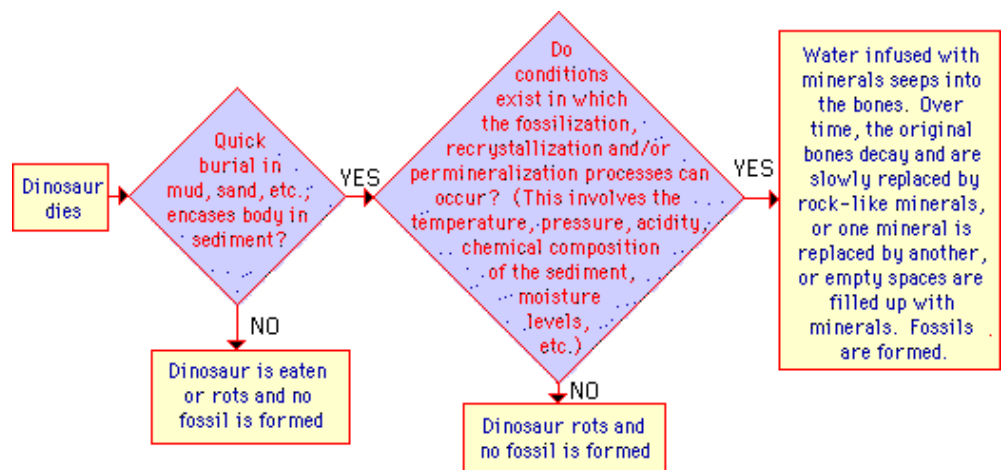 Dinosaur
dies
Quick
burial in
mud, sand, etc.,
encases body in
sediment?
YES
NO
Dinosaur is eaten
or rots and no
fossil is formed
Do
conditions
exist in which
the fossilization,
recrystallization and/or
permineralization processes can
occur? (This involves the
temperature, pressure, acidity,
chemical composition
of the sediment,
moisture
levels,
etc.)
YES
NO
Dinosaur rots and
no fossil is formed
Water infused with
minerals seeps into
the bones. Over
time, the original
bones decay and are
slowly replaced by
rock-like minerals,
or one mineral is
replaced by another,
or empty spaces are
filled up with
minerals. Fossils
are formed.